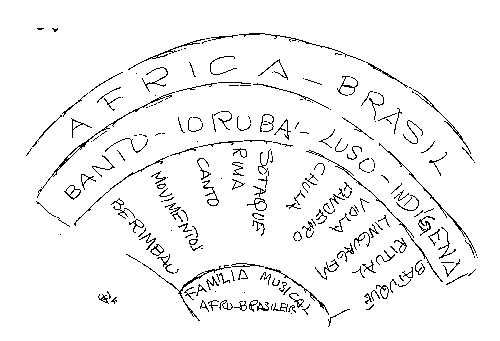 AFRICA - BRASIL
BANTO - IORUBÁ - LUSO - INDÍGENA
BERIMBAU
MOVIMENTOS
CANTO
RIMA
SOTAQUE
CHULA
PANDEIRO
VIOLA
LINGUAGEM
RITUAL
BATUQUE
FAMÍLIA MUSICAL
AFRO-BRASILEIRA